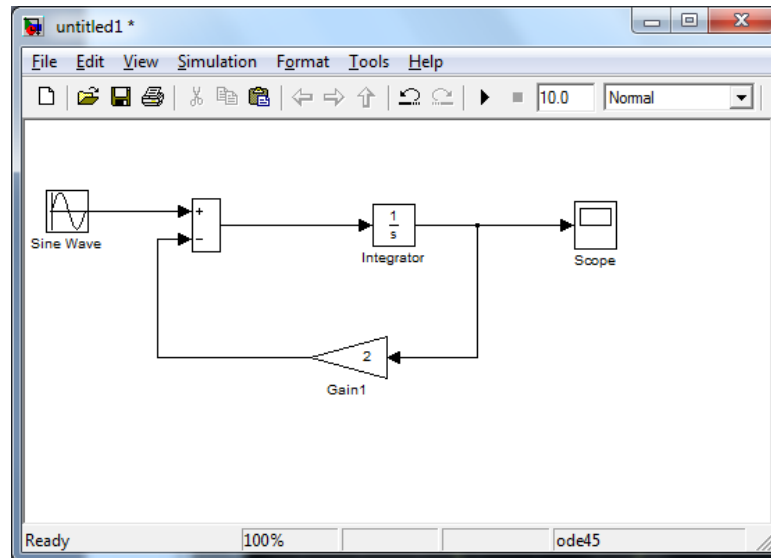 untitled1 *
File Edit View Simulation Format Tools Help
10.0 Normal
+
−
1
s
Sine Wave
Integrator
Scope
2
Gain1
Ready 100% ode45